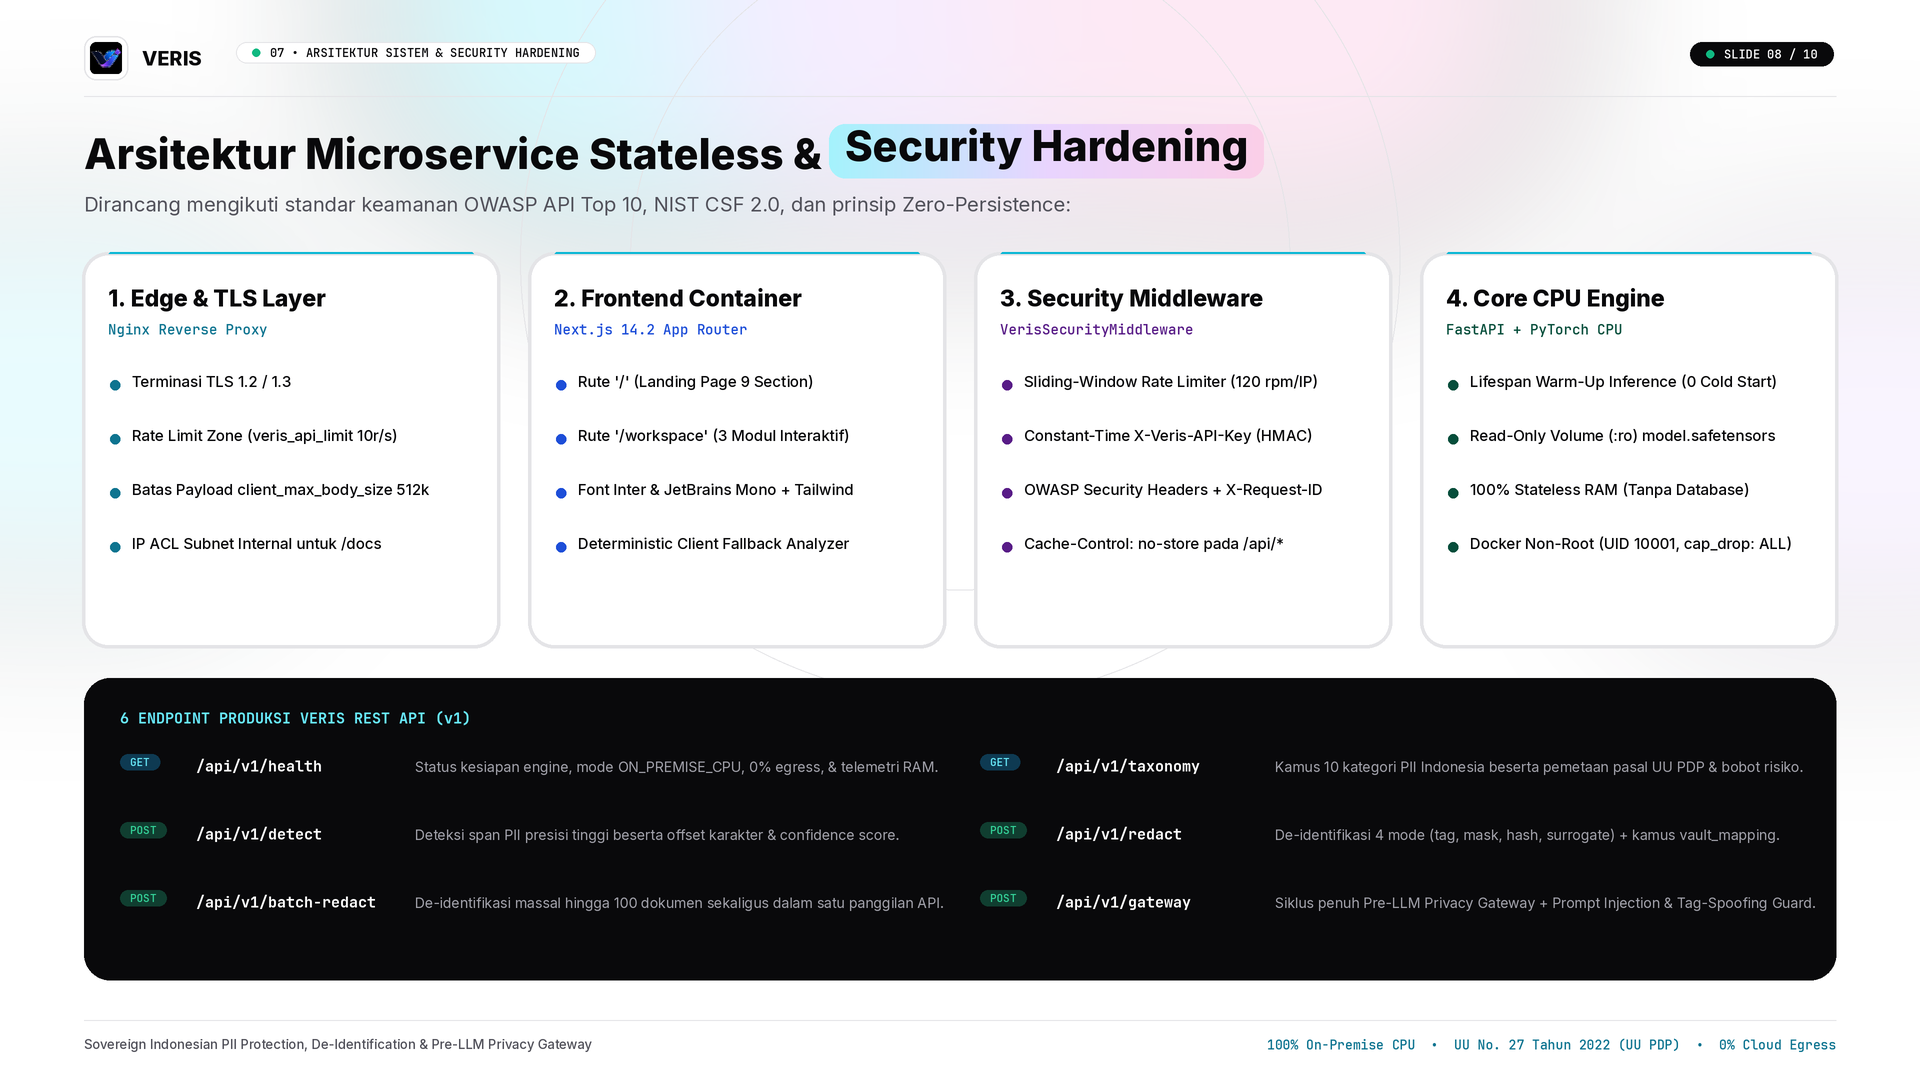 VERIS
07 • ARSITEKTUR SISTEM & SECURITY HARDENING
SLIDE 08 / 10
Arsitektur Microservice Stateless & Security Hardening
Dirancang mengikuti standar keamanan OWASP API Top 10, NIST CSF 2.0, dan prinsip Zero-Persistence:
1. Edge & TLS Layer
Nginx Reverse Proxy
Terminasi TLS 1.2 / 1.3
Rate Limit Zone (veris_api_limit 10r/s)
Batas Payload client_max_body_size 512k
IP ACL Subnet Internal untuk /docs
2. Frontend Container
Next.js 14.2 App Router
Rute '/' (Landing Page 9 Section)
Rute '/workspace' (3 Modul Interaktif)
Font Inter & JetBrains Mono + Tailwind
Deterministic Client Fallback Analyzer
3. Security Middleware
VerisSecurityMiddleware
Sliding-Window Rate Limiter (120 rpm/IP)
Constant-Time X-Veris-API-Key (HMAC)
OWASP Security Headers + X-Request-ID
Cache-Control: no-store pada /api/*
4. Core CPU Engine
FastAPI + PyTorch CPU
Lifespan Warm-Up Inference (0 Cold Start)
Read-Only Volume (:ro) model.safetensors
100% Stateless RAM (Tanpa Database)
Docker Non-Root (UID 10001, cap_drop: ALL)
6 ENDPOINT PRODUKSI VERIS REST API (v1)
GET /api/v1/health Status kesiapan engine, mode ON_PREMISE_CPU, 0% egress, & telemetri RAM.
GET /api/v1/taxonomy Kamus 10 kategori PII Indonesia beserta pemetaan pasal UU PDP & bobot risiko.
POST /api/v1/detect Deteksi span PII presisi tinggi beserta offset karakter & confidence score.
POST /api/v1/redact De-identifikasi 4 mode (tag, mask, hash, surrogate) + kamus vault_mapping.
POST /api/v1/batch-redact De-identifikasi massal hingga 100 dokumen sekaligus dalam satu panggilan API.
POST /api/v1/gateway Siklus penuh Pre-LLM Privacy Gateway + Prompt Injection & Tag-Spoofing Guard.
Sovereign Indonesian PII Protection, De-Identification & Pre-LLM Privacy Gateway
100% On-Premise CPU • UU No. 27 Tahun 2022 (UU PDP) • 0% Cloud Egress